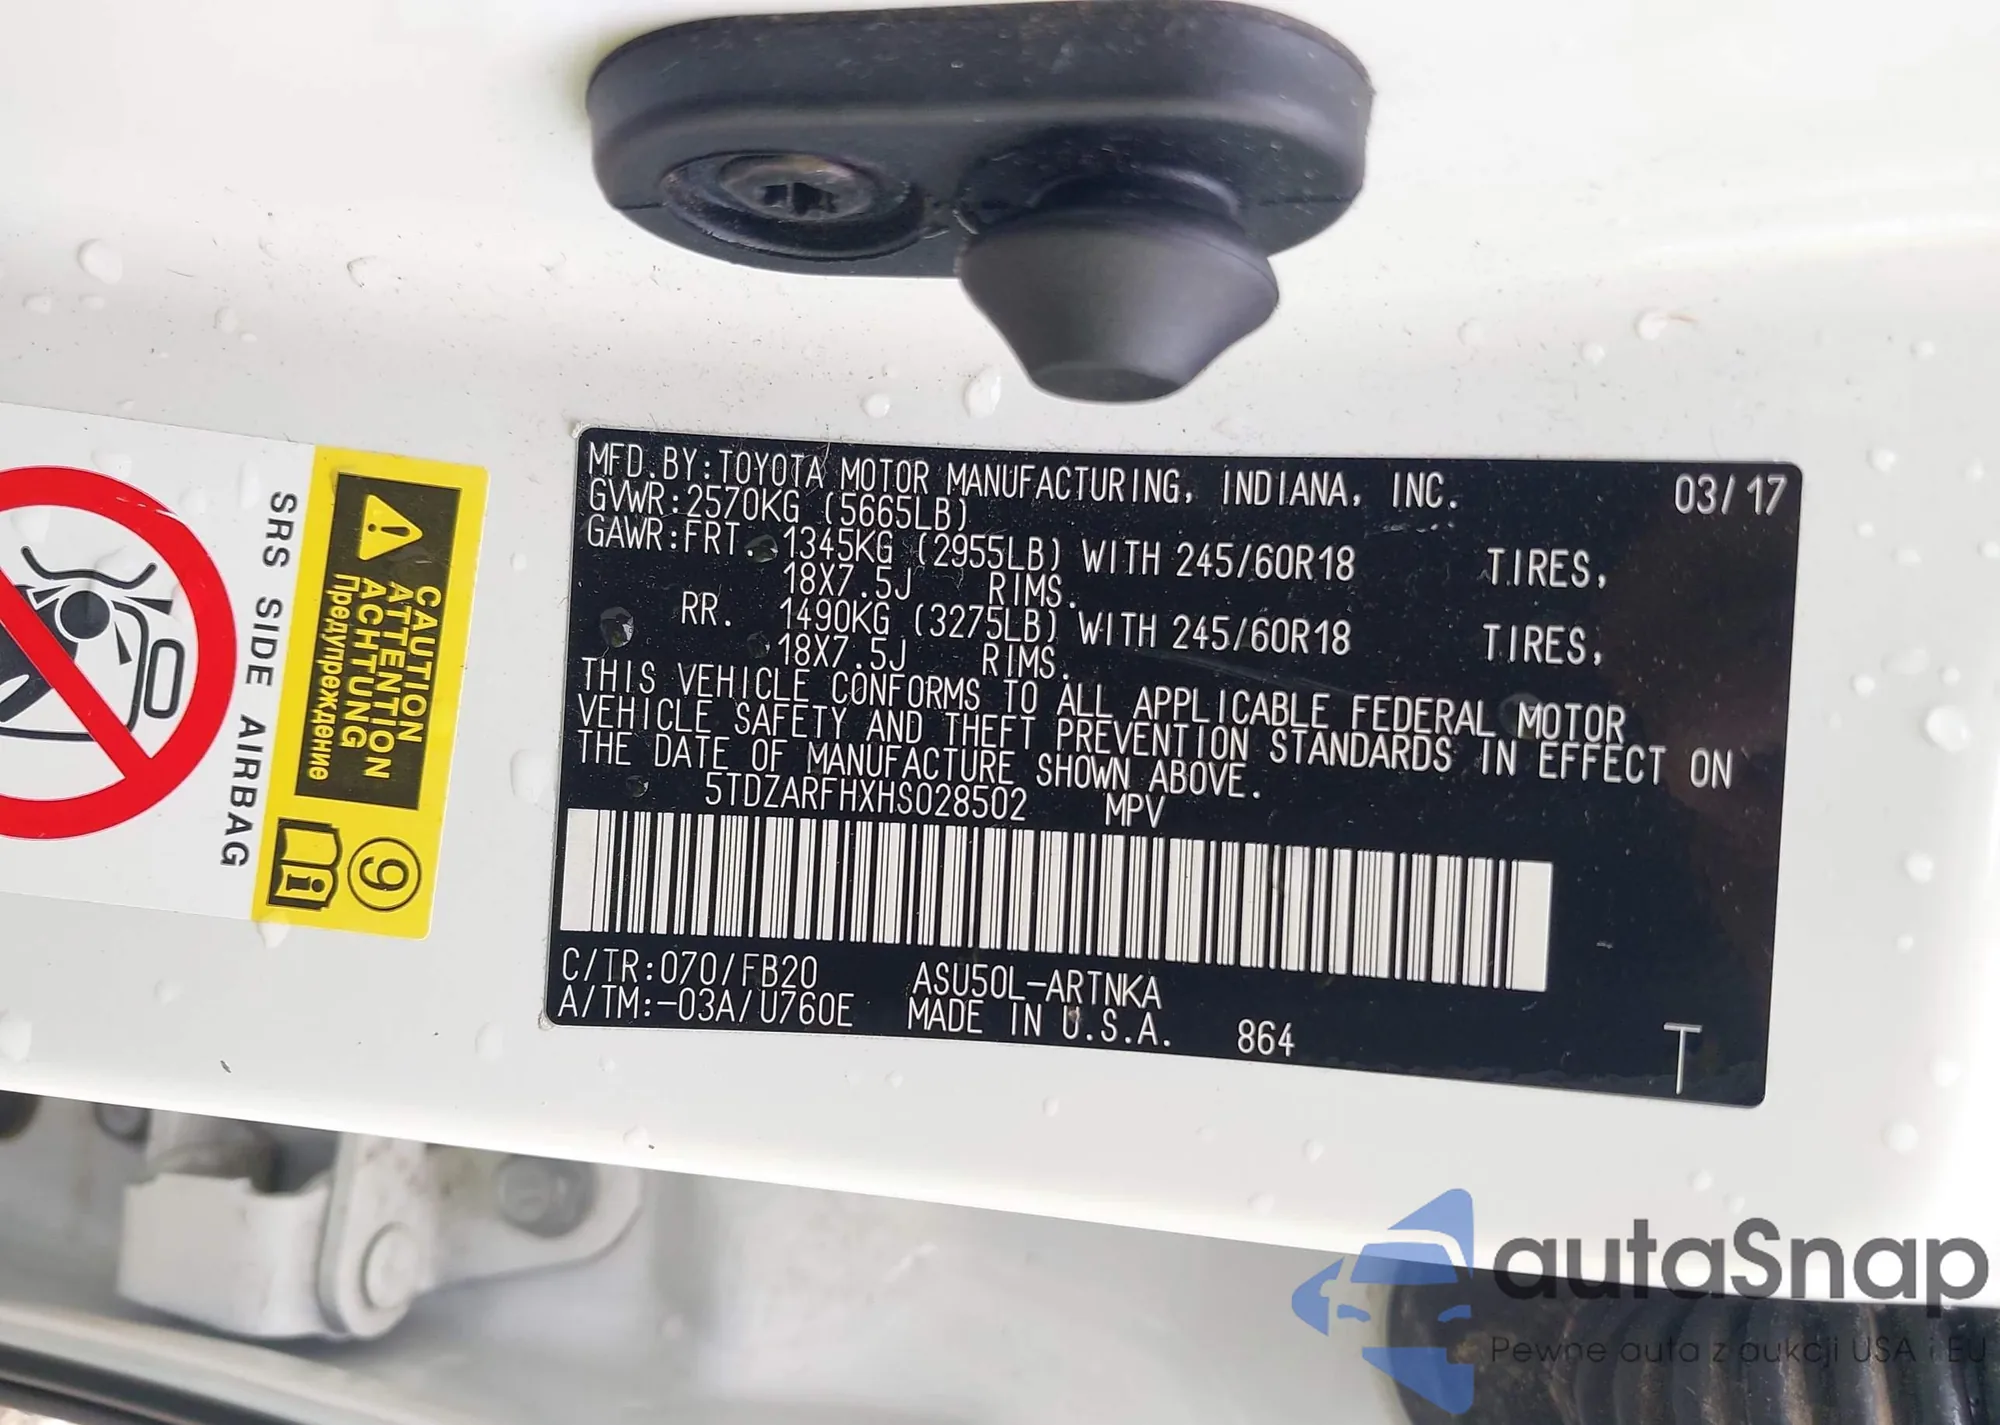 MFD. BY: TOYOTA MOTOR MANUFACTURING, INDIANA, INC. 03/17
GVWR: 2570KG (5665LB)
GAWR: FRT. 1345KG (2955LB) WITH 245/60R18 TIRES,
18X7.5J RIMS.
RR. 1490KG (3275LB) WITH 245/60R18 TIRES,
18X7.5J RIMS.
THIS VEHICLE CONFORMS TO ALL APPLICABLE FEDERAL MOTOR
VEHICLE SAFETY AND THEFT PREVENTION STANDARDS IN EFFECT ON
THE DATE OF MANUFACTURE SHOWN ABOVE.
5TDZARFHXHS028502 MPV
C/TR: 070/FB20 ASU50L-ARTNKA
A/TM: -03A/U760E MADE IN U.S.A. 864 T
CAUTION
ATTENTION
ACHTUNG
Предупреждение
SRS SIDE AIRBAG
9
i
autaSnap
Pewne auta z aukcji USA i EU